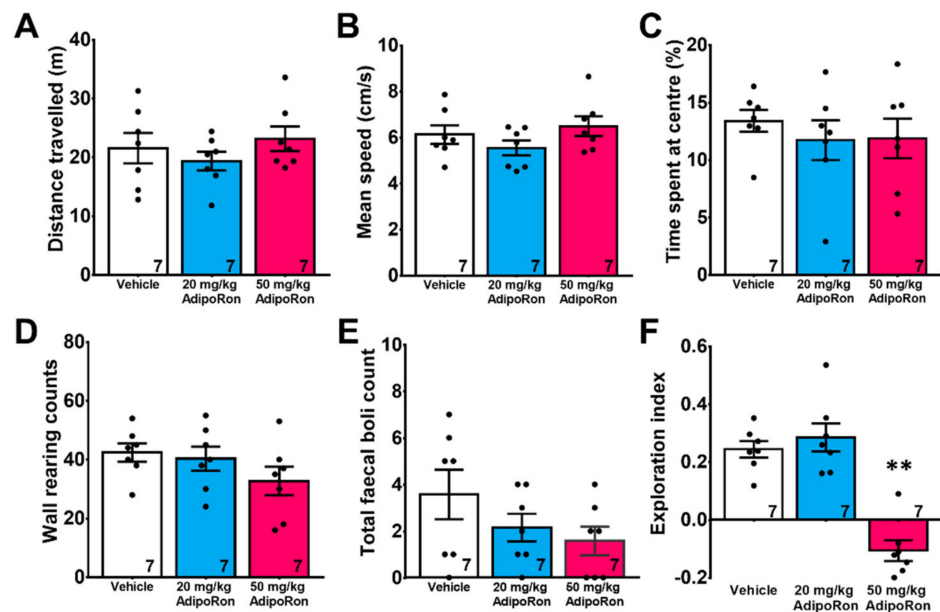 A
Distance travelled (m)
40
30
20
10
0
7
7
7
Vehicle
20 mg/kg
AdipoRon
50 mg/kg
AdipoRon
B
Mean speed (cm/s)
10
8
6
4
2
0
7
7
7
Vehicle
20 mg/kg
AdipoRon
50 mg/kg
AdipoRon
C
Time spent at centre (%)
20
15
10
5
0
7
7
7
Vehicle
20 mg/kg
AdipoRon
50 mg/kg
AdipoRon
D
Wall rearing counts
80
60
40
20
0
7
7
7
Vehicle
20 mg/kg
AdipoRon
50 mg/kg
AdipoRon
E
Total faecal boli count
10
8
6
4
2
0
7
7
7
Vehicle
20 mg/kg
AdipoRon
50 mg/kg
AdipoRon
F
Exploration index
0.6
0.4
0.2
0.0
-0.2
**
7
7
7
Vehicle
20 mg/kg
AdipoRon
50 mg/kg
AdipoRon